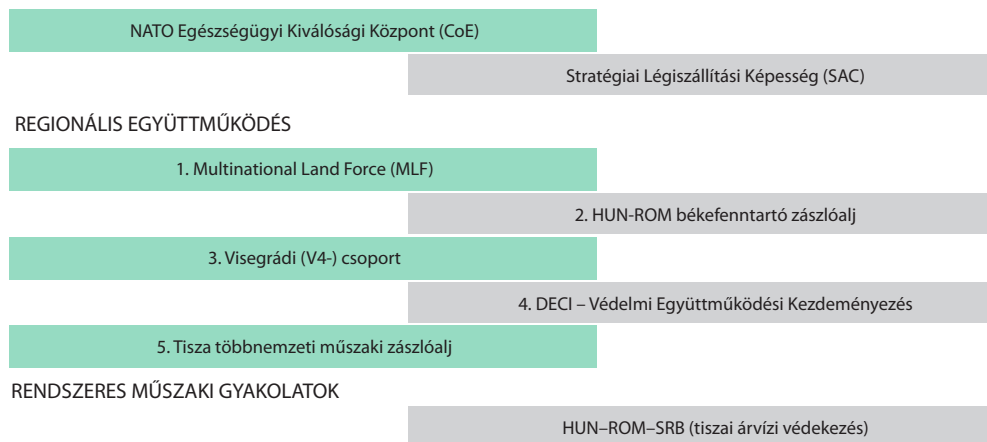 NATO Egészségügyi Kiválósági Központ (CoE)
Stratégiai Légiszállítási Képesség (SAC)
REGIONÁLIS EGYÜTTMŰKÖDÉS
1. Multinational Land Force (MLF)
2. HUN-ROM békefenntartó zászlóalj
3. Visegrádi (V4-) csoport
4. DECI – Védelmi Együttműködési Kezdeményezés
5. Tisza többnemzeti műszaki zászlóalj
RENDSZERES MŰSZAKI GYAKOLATOK
HUN–ROM–SRB (tiszai árvízi védekezés)